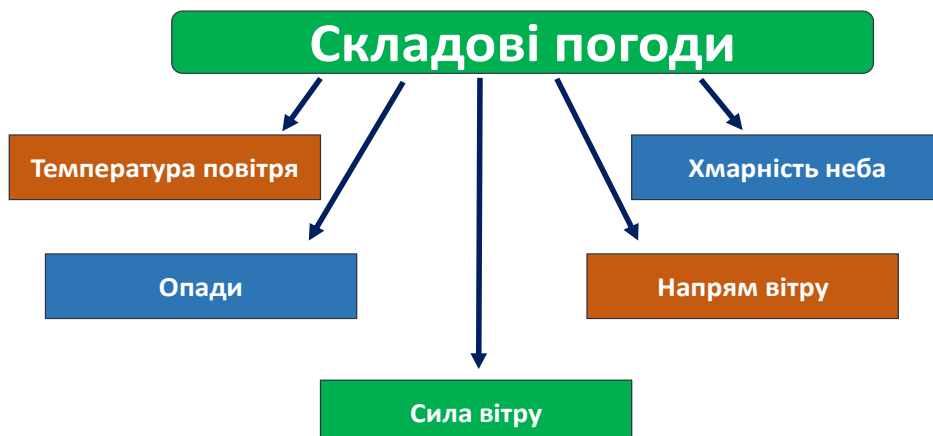 Складові погоди
Температура повітря
Хмарність неба
Опади
Напрям вітру
Сила вітру